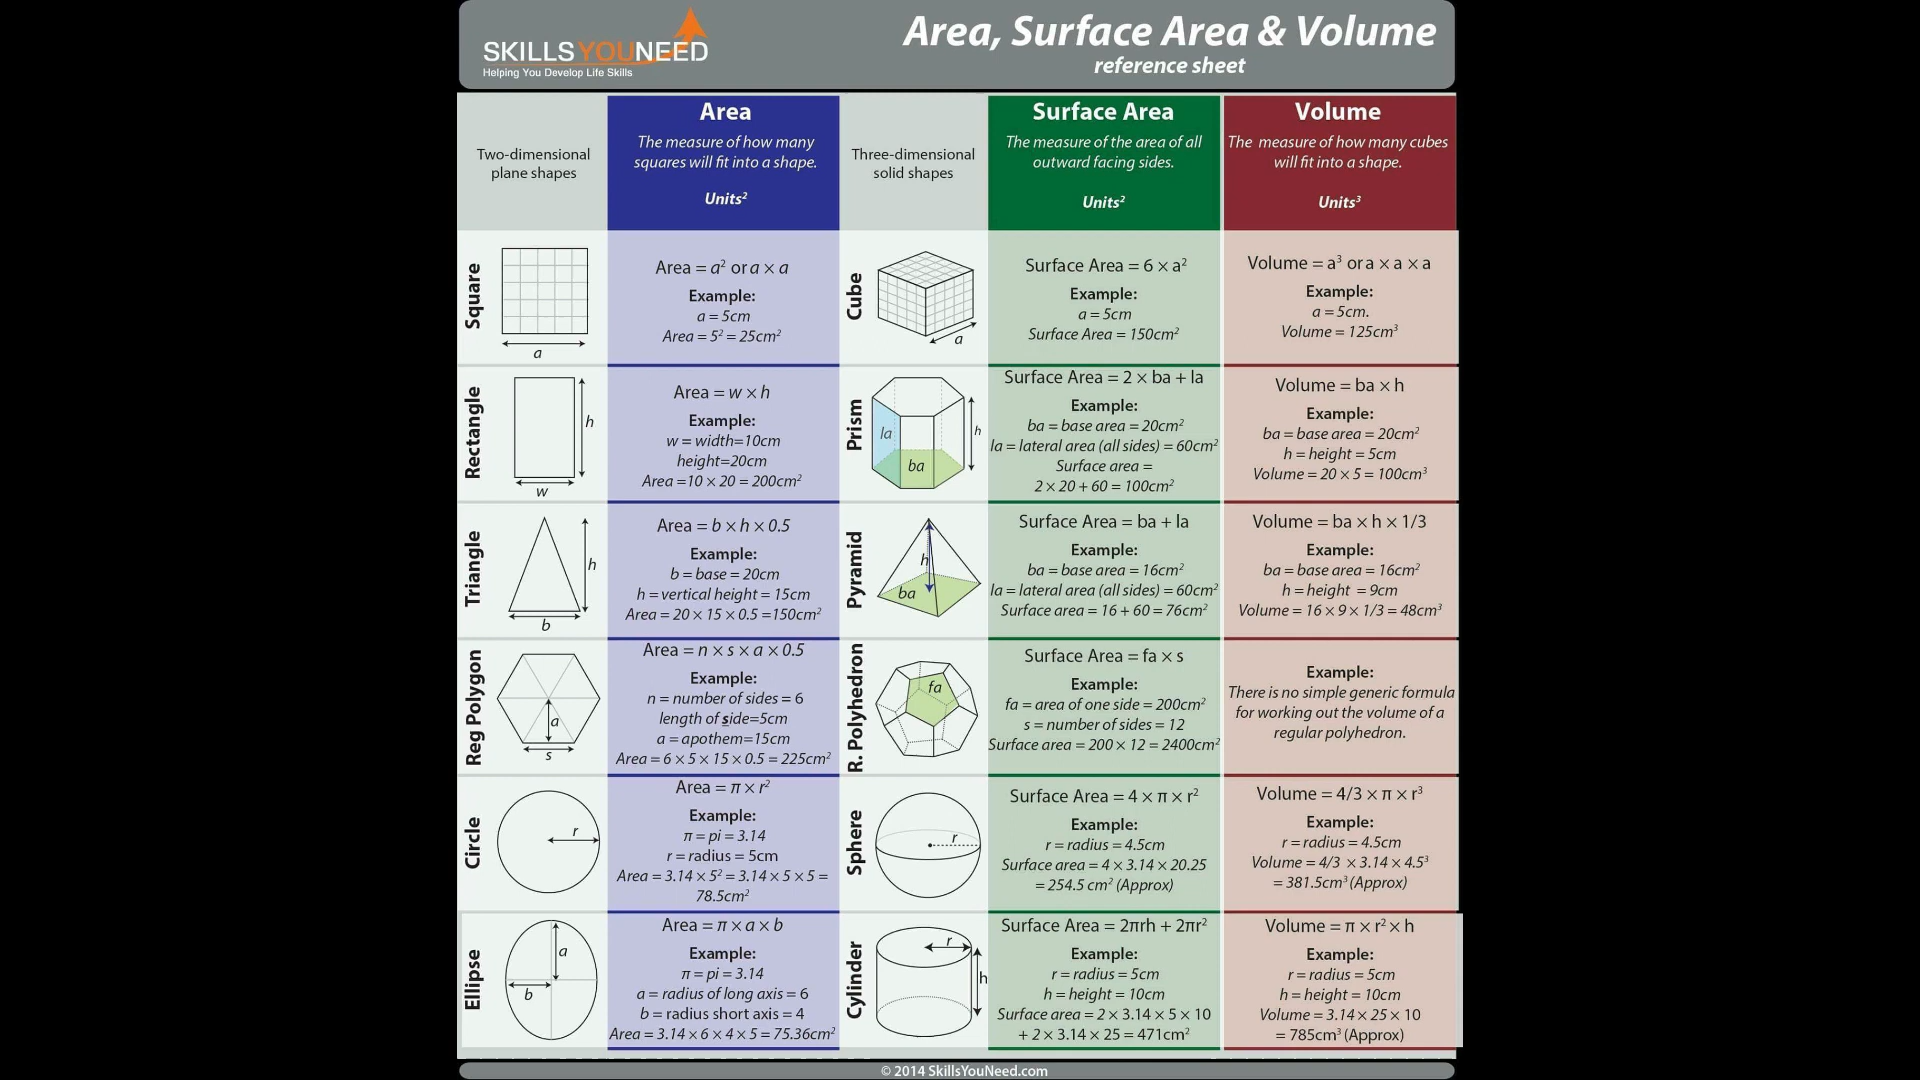 SKILLSYOUNEED
Helping You Develop Life Skills
Area, Surface Area & Volume
reference sheet
Two-dimensional
plane shapes
Area
The measure of how many
squares will fit into a shape.
Units²
Three-dimensional
solid shapes
Surface Area
The measure of the area of all
outward facing sides.
Units²
Volume
The measure of how many cubes
will fit into a shape.
Units³
Square
a
Area = a² or a × a
Example:
a = 5cm
Area = 5² = 25cm²
Cube
a
Surface Area = 6 × a²
Example:
a = 5cm
Surface Area = 150cm²
Volume = a³ or a × a × a
Example:
a = 5cm.
Volume = 125cm³
Rectangle
h
w
Area = w × h
Example:
w = width=10cm
height=20cm
Area =10 × 20 = 200cm²
Prism
la
ba
h
Surface Area = 2 × ba + la
Example:
ba = base area = 20cm²
la = lateral area (all sides) = 60cm²
Surface area =
2 × 20 + 60 = 100cm²
Volume = ba × h
Example:
ba = base area = 20cm²
h = height = 5cm
Volume = 20 × 5 = 100cm³
Triangle
h
b
Area = b × h × 0.5
Example:
b = base = 20cm
h = vertical height = 15cm
Area = 20 × 15 × 0.5 =150cm²
Pyramid
h
ba
Surface Area = ba + la
Example:
ba = base area = 16cm²
la = lateral area (all sides) = 60cm²
Surface area = 16 + 60 = 76cm²
Volume = ba × h × 1/3
Example:
ba = base area = 16cm²
h = height = 9cm
Volume = 16 × 9 × 1/3 = 48cm³
Reg Polygon
a
s
Area = n × s × a × 0.5
Example:
n = number of sides = 6
length of side=5cm
a = apothem=15cm
Area = 6 × 5 × 15 × 0.5 = 225cm²
R. Polyhedron
fa
Surface Area = fa × s
Example:
fa = area of one side = 200cm²
s = number of sides = 12
Surface area = 200 × 12 = 2400cm²
Example:
There is no simple generic formula
for working out the volume of a
regular polyhedron.
Circle
r
Area = π × r²
Example:
π = pi = 3.14
r = radius = 5cm
Area = 3.14 × 5² = 3.14 × 5 × 5 =
78.5cm²
Sphere
r
Surface Area = 4 × π × r²
Example:
r = radius = 4.5cm
Surface area = 4 × 3.14 × 20.25
= 254.5 cm² (Approx)
Volume = 4/3 × π × r³
Example:
r = radius = 4.5cm
Volume = 4/3 × 3.14 × 4.5³
= 381.5cm³ (Approx)
Ellipse
a
b
Area = π × a × b
Example:
π = pi = 3.14
a = radius of long axis = 6
b = radius short axis = 4
Area = 3.14 × 6 × 4 × 5 = 75.36cm²
Cylinder
r
h
Surface Area = 2πrh + 2πr²
Example:
r = radius = 5cm
h = height = 10cm
Surface area = 2 × 3.14 × 5 × 10
+ 2 × 3.14 × 25 = 471cm²
Volume = π × r² × h
Example:
r = radius = 5cm
h = height = 10cm
Volume = 3.14 × 25 × 10
= 785cm³ (Approx)
© 2014 SkillsYouNeed.com